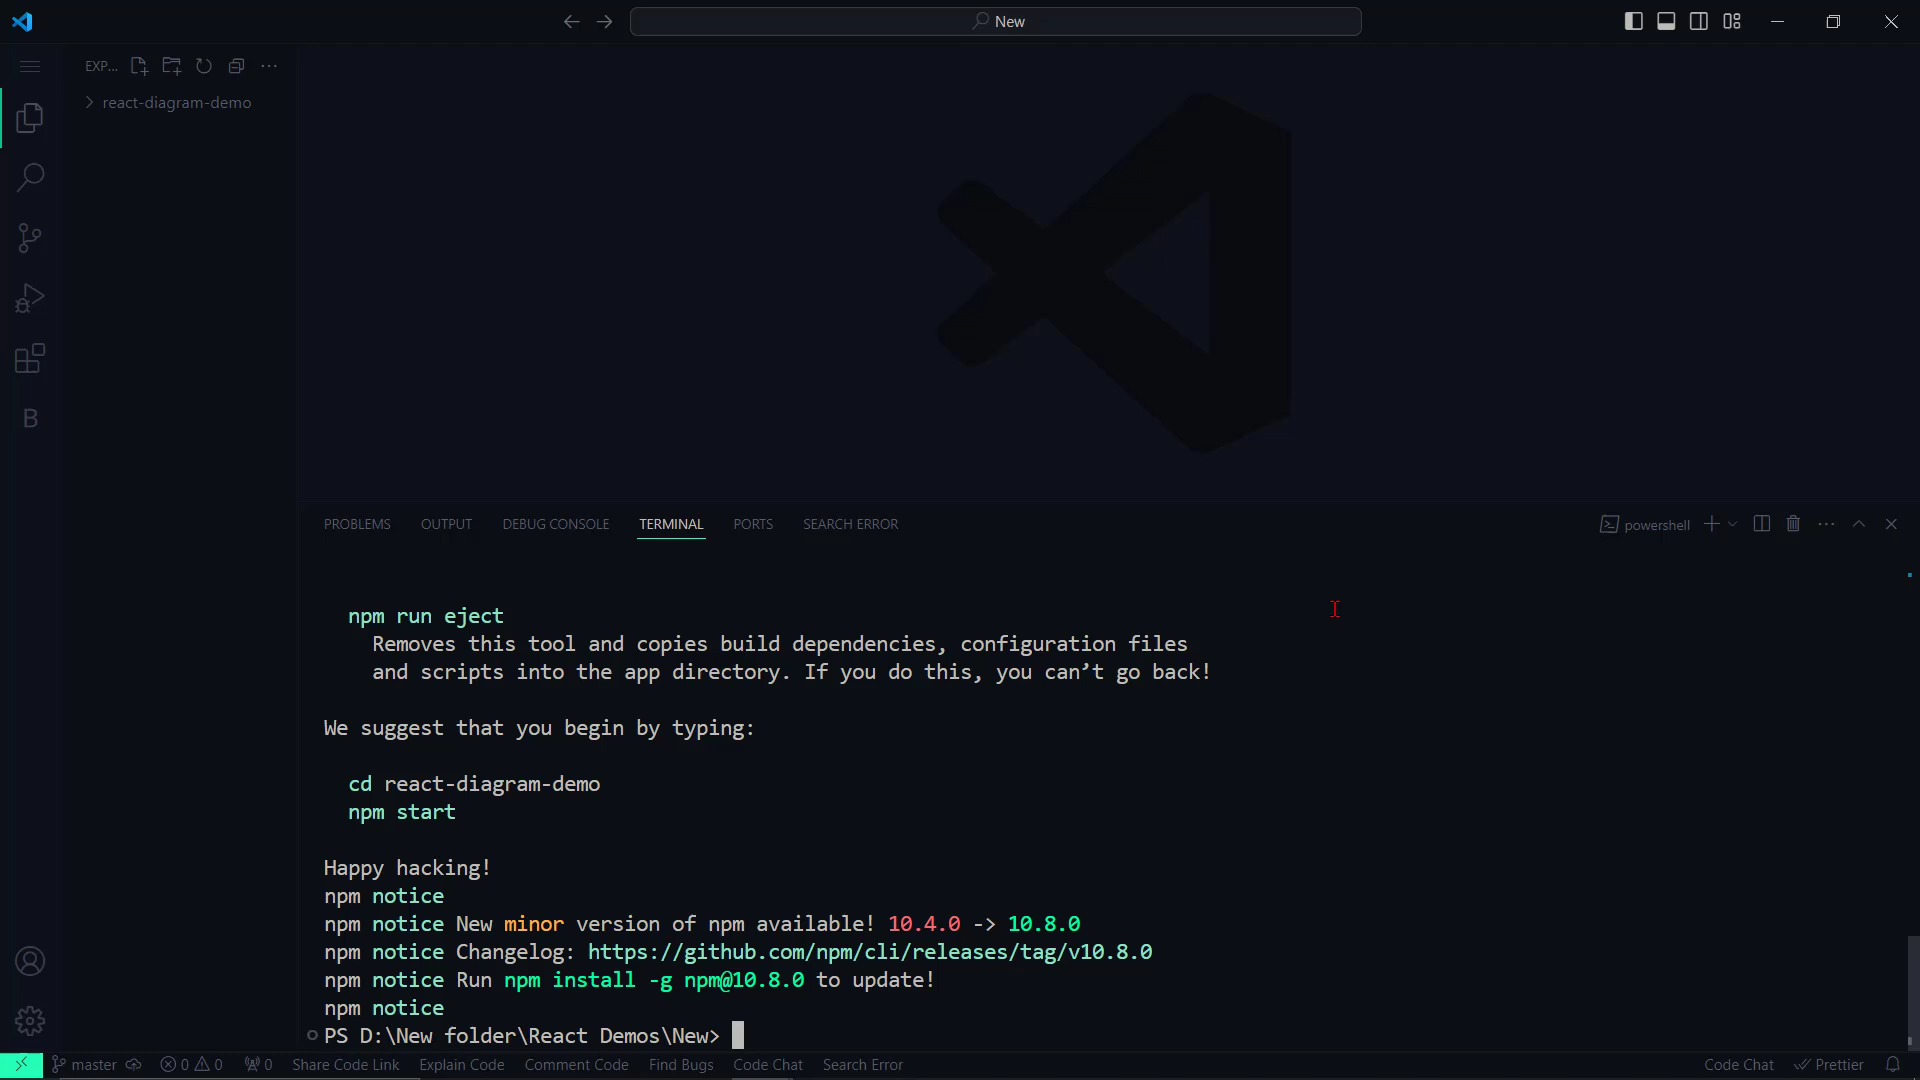 New
EXP...
react-diagram-demo
B
PROBLEMS OUTPUT DEBUG CONSOLE TERMINAL PORTS SEARCH ERROR
powershell
npm run eject
Removes this tool and copies build dependencies, configuration files
and scripts into the app directory. If you do this, you can’t go back!
We suggest that you begin by typing:
cd react-diagram-demo
npm start
Happy hacking!
npm notice
npm notice New minor version of npm available! 10.4.0 -> 10.8.0
npm notice Changelog: https://github.com/npm/cli/releases/tag/v10.8.0
npm notice Run npm install -g npm@10.8.0 to update!
npm notice
PS D:\New folder\React Demos\New>
master 0 0 0 Share Code Link Explain Code Comment Code Find Bugs Code Chat Search Error Code Chat Prettier